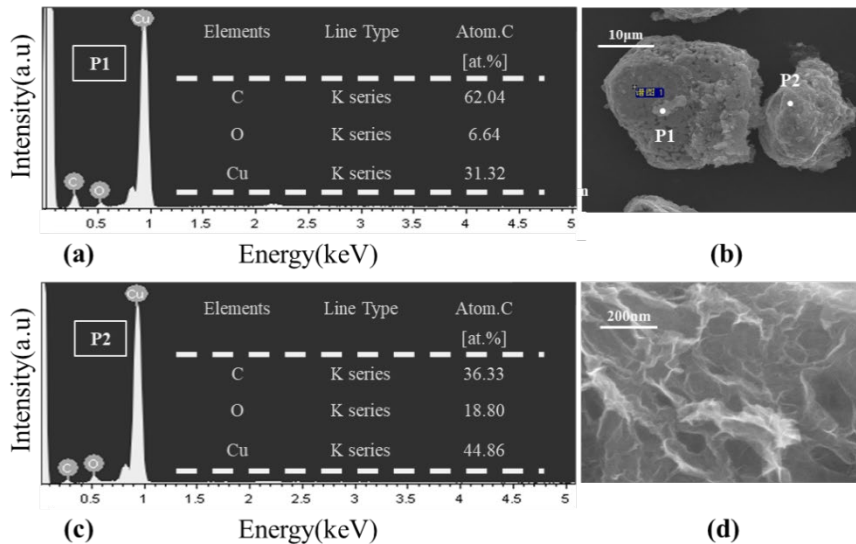 Intensity(a.u)
P1
Cu
C
O
Elements Line Type Atom.C
[at.%]
C K series 62.04
O K series 6.64
Cu K series 31.32
0.5 1 1.5 2 2.5 3 3.5 4 4.5 5
(a) Energy(keV)
10μm
P1
P2
n
(b)
Intensity(a.u)
P2
Cu
C
O
Elements Line Type Atom.C
[at.%]
C K series 36.33
O K series 18.80
Cu K series 44.86
0.5 1 1.5 2 2.5 3 3.5 4 4.5 5
(c) Energy(keV)
200nm
(d)